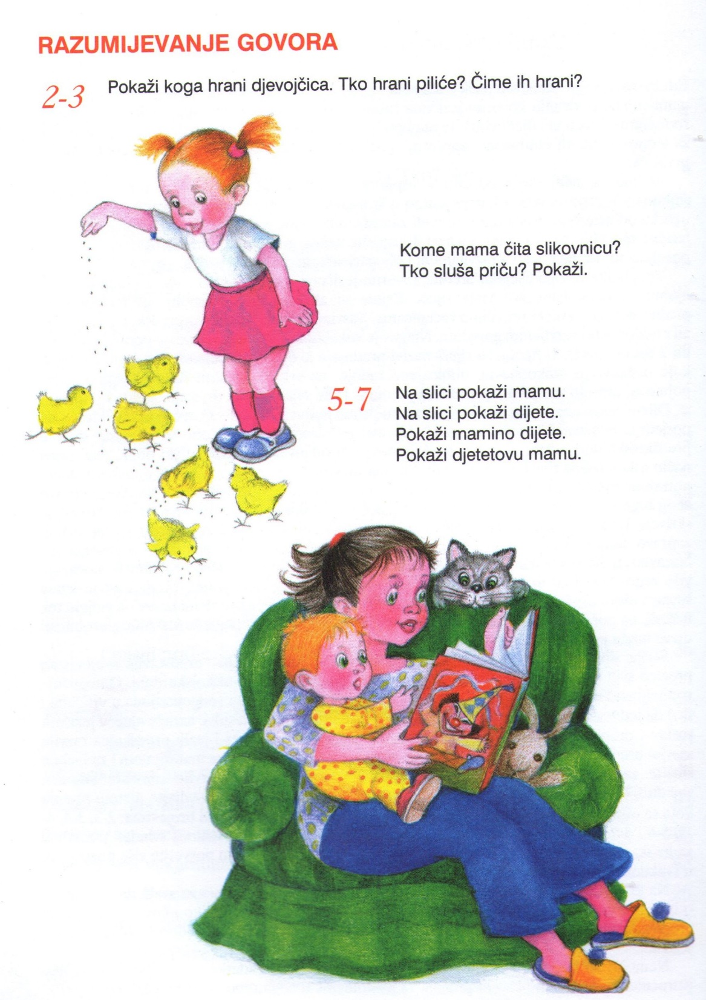 RAZUMIJEVANJE GOVORA
2-3
Pokaži koga hrani djevojčica. Tko hrani piliće? Čime ih hrani?
Kome mama čita slikovnicu?
Tko sluša priču? Pokaži.
5-7
Na slici pokaži mamu.
Na slici pokaži dijete.
Pokaži mamino dijete.
Pokaži djetetovu mamu.